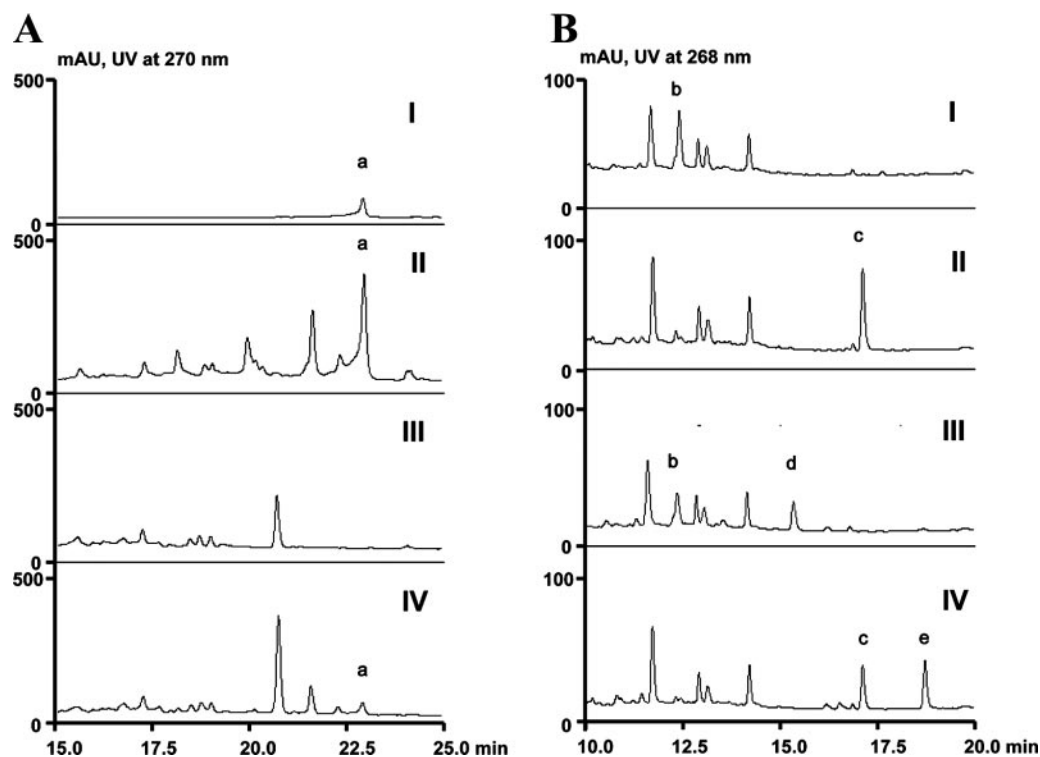 A
mAU, UV at 270 nm
500
I
a
0
500
a
II
0
500
III
0
500
IV
a
0
15.0 17.5 20.0 22.5 25.0 min
B
mAU, UV at 268 nm
100
b
I
0
100
c
II
0
100
III
b d
0
100
IV
c e
0
10.0 12.5 15.0 17.5 20.0 min